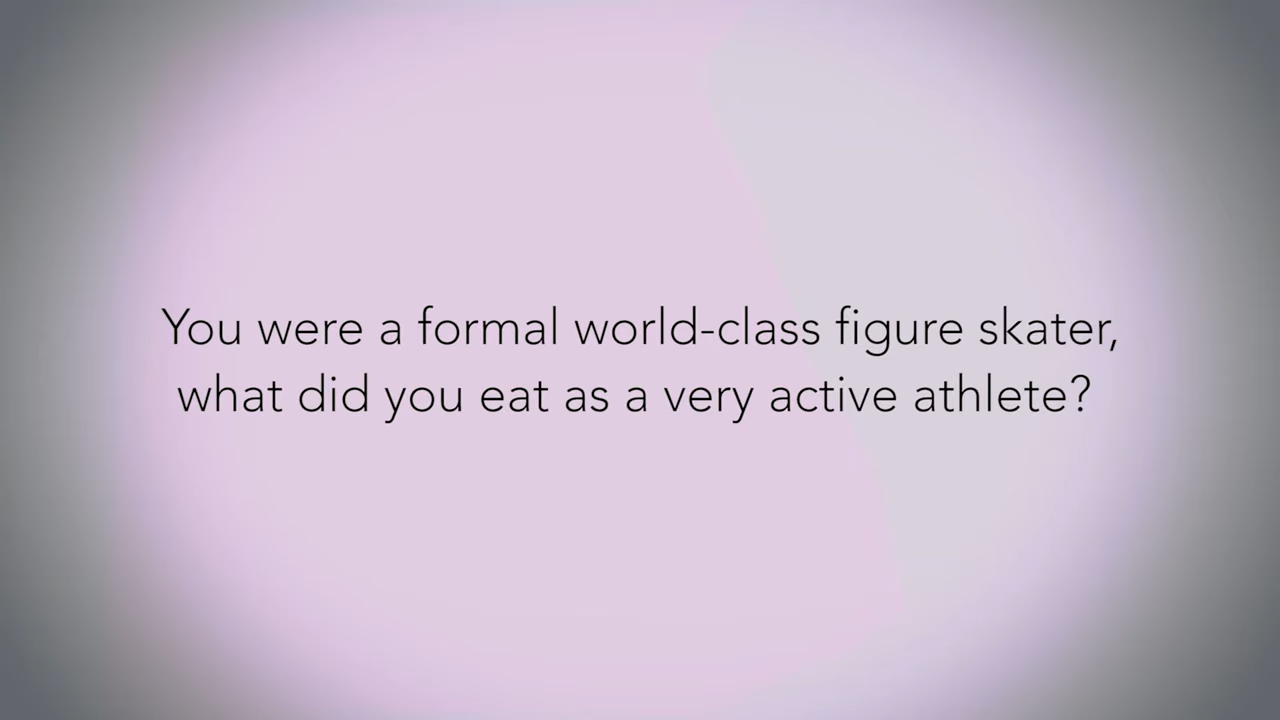 You were a formal world-class figure skater,
what did you eat as a very active athlete?